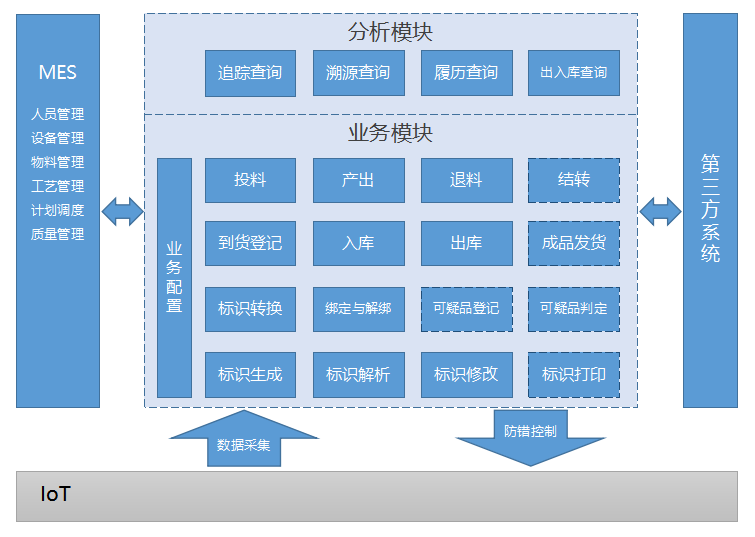 MES
人员管理
设备管理
物料管理
工艺管理
计划调度
质量管理
分析模块
追踪查询
溯源查询
履历查询
出入库查询
业务模块
业务配置
投料
产出
退料
结转
到货登记
入库
出库
成品发货
标识转换
绑定与解绑
可疑品登记
可疑品判定
标识生成
标识解析
标识修改
标识打印
第三方系统
数据采集
防错控制
IoT